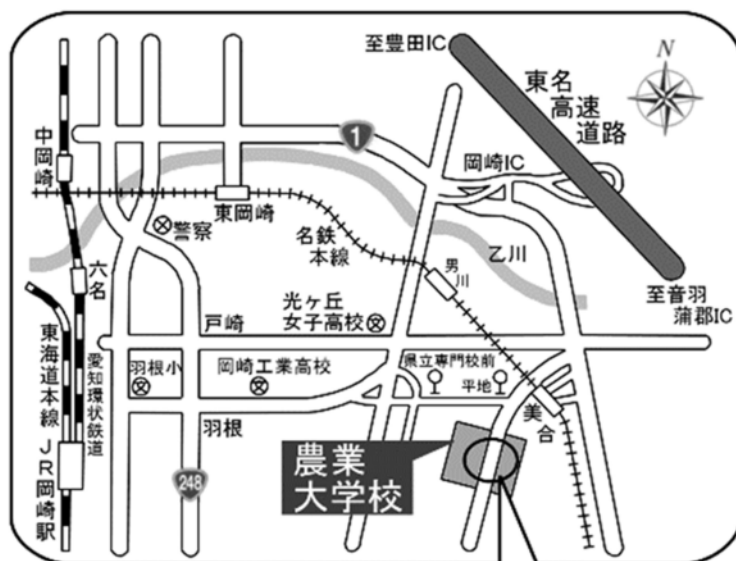 至豊田IC
N
東名
高速
道路
1
中岡崎
岡崎IC
東岡崎
警察
名鉄
本線
乙川
男川
六名
至音羽
蒲郡IC
光ヶ丘
女子高校
戸崎
東海道本線
愛知環状鉄道
羽根小
岡崎工業高校
県立専門校前
平地
美合
羽根
農業
大学校
JR岡崎駅
248